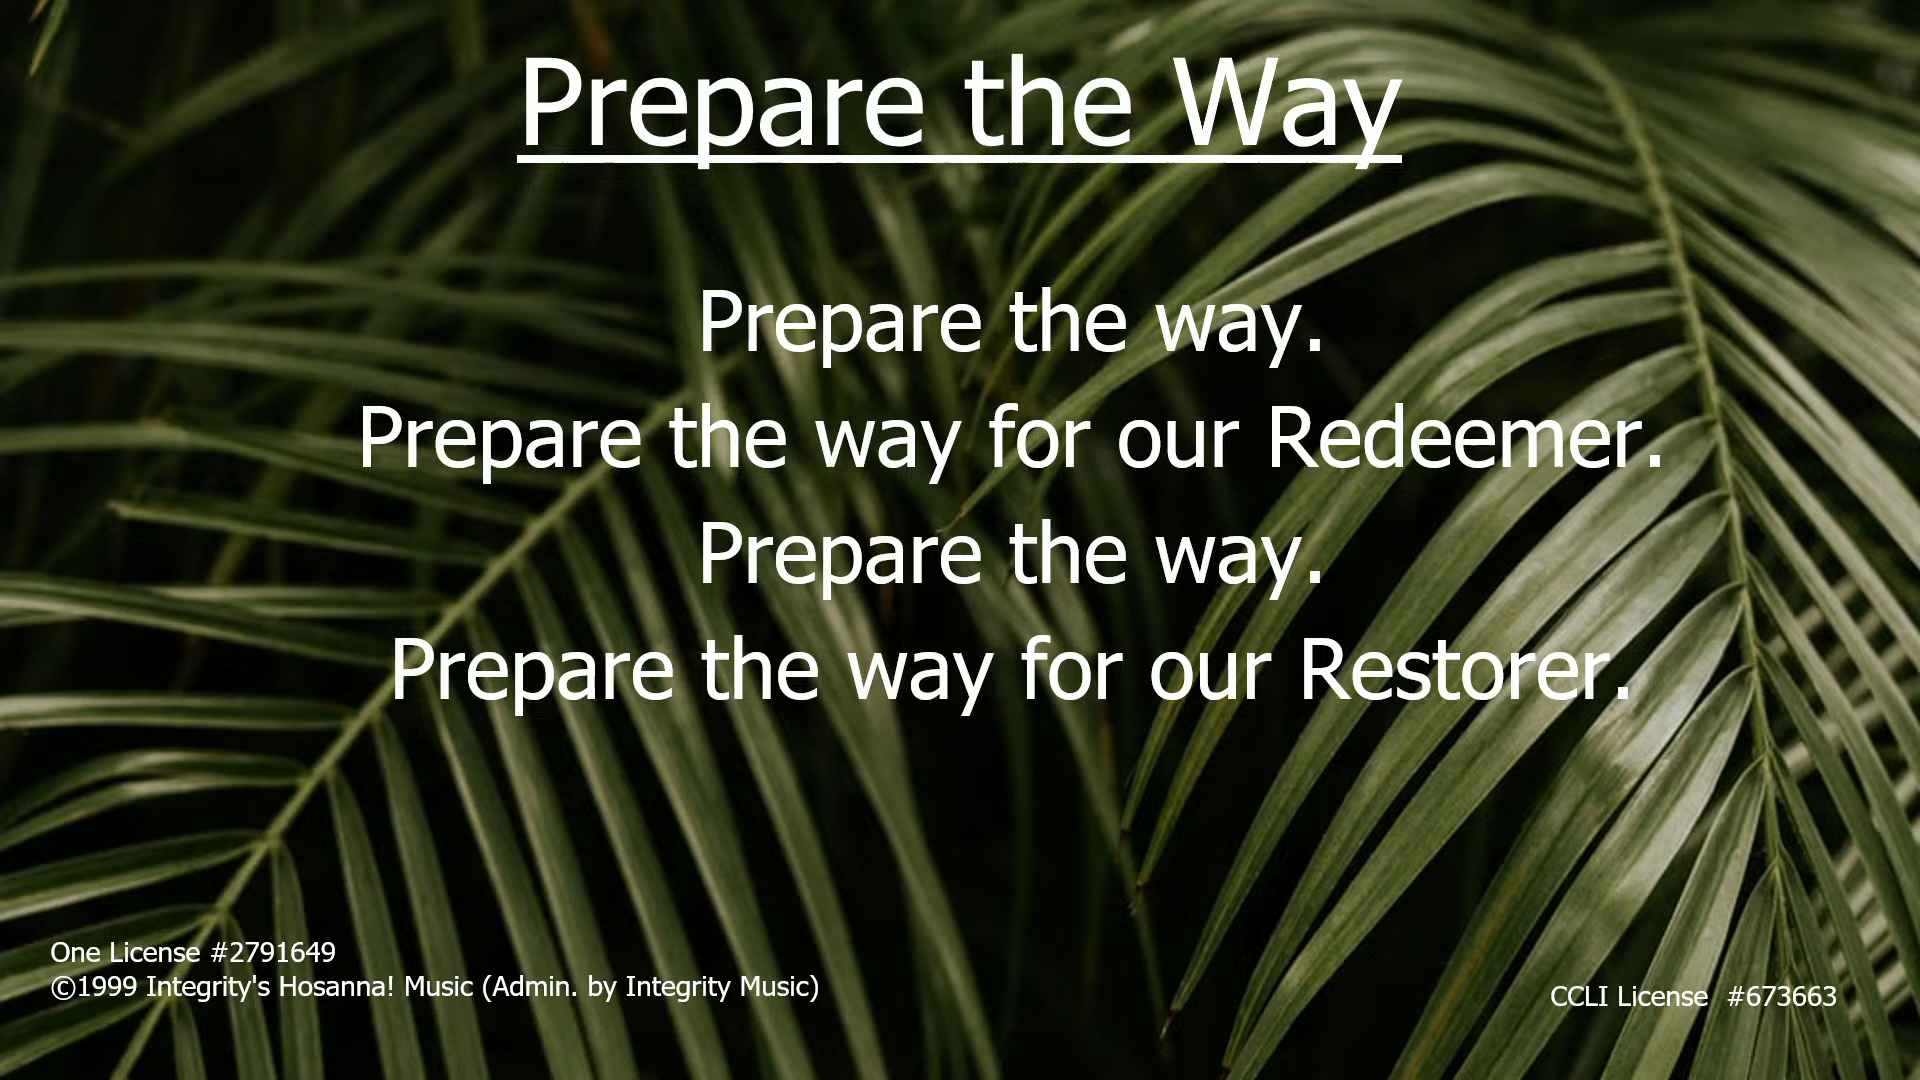 Prepare the Way
Prepare the way.
Prepare the way for our Redeemer.
Prepare the way.
Prepare the way for our Restorer.
One License #2791649
©1999 Integrity's Hosanna! Music (Admin. by Integrity Music)
CCLI License  #673663